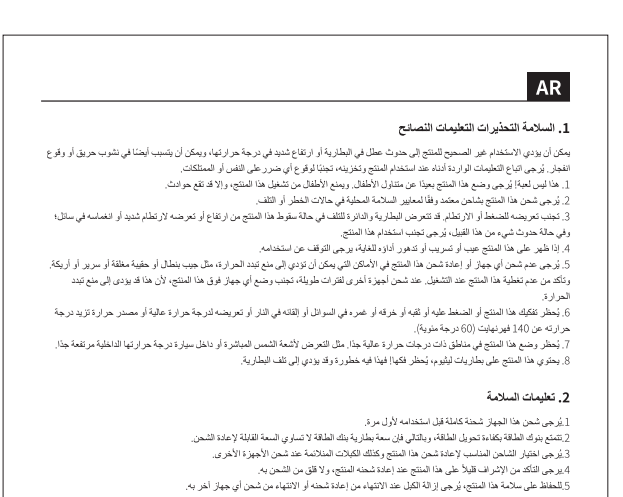 AR
1. السلامة التحذيرات التعليمات النصائح
يمكن أن يؤدي الاستخدام غير الصحيح للمنتج إلى حدوث عطل في البطارية أو ارتفاع شديد في درجة حرارتها، ويمكن أن يتسبب أيضًا في نشوب حريق أو وقوع
انفجار. يُرجى اتباع التعليمات الواردة أدناه عند استخدام المنتج وتخزينه، تجنبًا لوقوع أي ضرر على النفس أو الممتلكات.
1. هذا ليس لعبة! يُرجى وضع هذا المنتج بعيدًا عن متناول الأطفال. ويمنع الأطفال من تشغيل هذا المنتج، وإلا قد تقع حوادث.
2. يُرجى شحن هذا المنتج بشاحن معتمد وفقًا لمعايير السلامة المحلية في حالات الخطر أو التلف.
3. تجنب تعريضه للضغط أو الارتطام. قد تتعرض البطارية والدائرة للتلف في حالة سقوط هذا المنتج من ارتفاع أو تعرضه لارتطام شديد أو انغماسه في سائل؛
وفي حالة حدوث شيء من هذا القبيل، يُرجى تجنب استخدام هذا المنتج.
4. إذا ظهر على هذا المنتج عيب أو تسريب أو تدهور أداؤه للغاية، يرجى التوقف عن استخدامه.
5. يُرجى عدم شحن أي جهاز أو إعادة شحن هذا المنتج في الأماكن التي يمكن أن تؤدي إلى منع تبدد الحرارة، مثل جيب بنطال أو حقيبة مغلقة أو سرير أو أريكة.
وتأكد من عدم تغطية هذا المنتج عند التشغيل. عند شحن أجهزة أخرى لفترات طويلة، تجنب وضع أي جهاز فوق هذا المنتج، لأن هذا قد يؤدى إلى منع تبدد
الحرارة.
6. يُحظر تفكيك هذا المنتج أو الضغط عليه أو ثقبه أو خرقه أو غمره في السوائل أو إلقائه في النار أو تعريضه لدرجة حرارة عالية أو مصدر حرارة تزيد درجة
حرارته عن 140 فهرنهايت (60 درجة مئوية).
7. يُحظر وضع هذا المنتج في مناطق ذات درجات حرارة عالية جدًا. مثل التعرض لأشعة الشمس المباشرة أو داخل سيارة درجة حرارتها الداخلية مرتفعة جدًا.
8. يحتوي هذا المنتج على بطاريات ليثيوم، يُحظر فكها! فهذا فيه خطورة وقد يؤدي إلى تلف البطارية.
2. تعليمات السلامة
1.يُرجى شحن هذا الجهاز شحنة كاملة قبل استخدامه لأول مرة.
2.تتمتع بنوك الطاقة بكفاءة تحويل الطاقة، وبالتالي فإن سعة بطارية بنك الطاقة لا تساوي السعة القابلة لإعادة الشحن.
3.يُرجى اختيار الشاحن المناسب لإعادة شحن هذا المنتج وكذلك الكبلات الملائمة عند شحن الأجهزة الأخرى.
4.يرجى التأكد من الإشراف قليلاً على هذا المنتج عند إعادة شحنه المنتج، ولا قلق من الشحن به.
5.للحفاظ على سلامة هذا المنتج، يُرجى إزالة الكبل عند الانتهاء من إعادة شحنه أو الانتهاء من شحن أي جهاز آخر به.